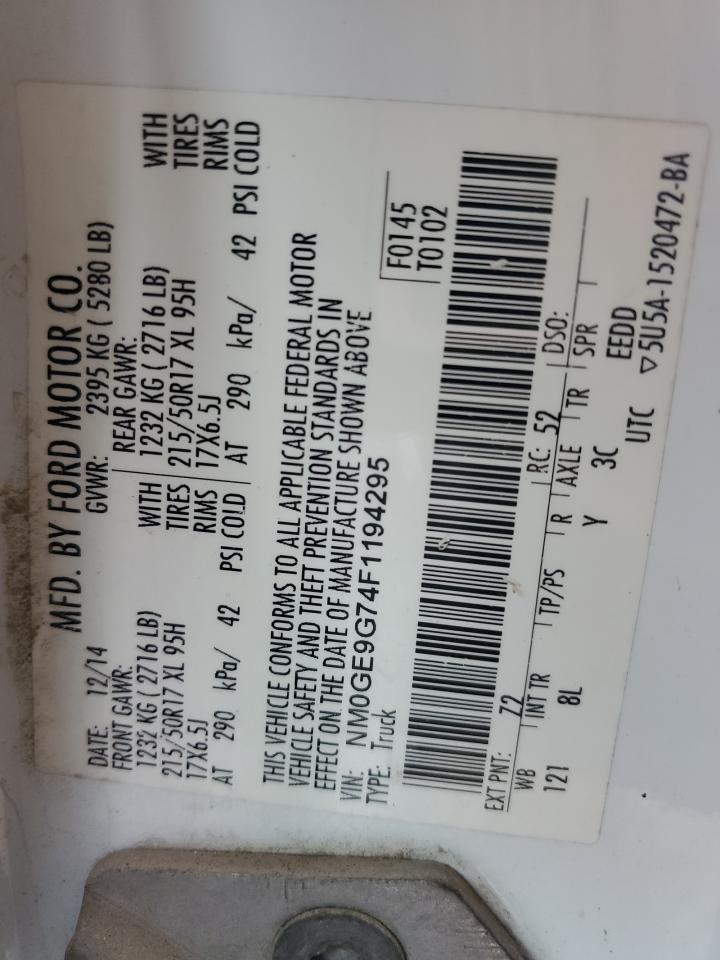 MFD. BY FORD MOTOR CO.
DATE: 12/14 GVWR: 2395 KG ( 5280 LB)
FRONT GAWR: REAR GAWR:
1232 KG ( 2716 LB) WITH 1232 KG ( 2716 LB) WITH
215/50R17 XL 95H TIRES 215/50R17 XL 95H TIRES
17X6.5J RIMS 17X6.5J RIMS
AT 290 kPa/ 42 PSI COLD AT 290 kPa/ 42 PSI COLD
THIS VEHICLE CONFORMS TO ALL APPLICABLE FEDERAL MOTOR
VEHICLE SAFETY AND THEFT PREVENTION STANDARDS IN
EFFECT ON THE DATE OF MANUFACTURE SHOWN ABOVE
VIN: NM0GE9G74F1194295
TYPE: Truck
F0145
T0102
EXT PNT: Z2 RC: 52 DSO:
WB INT TR TP/PS R AXLE TR SPR
121 8L Y 3C EEDD
UTC ▽5U5A-1520472-BA